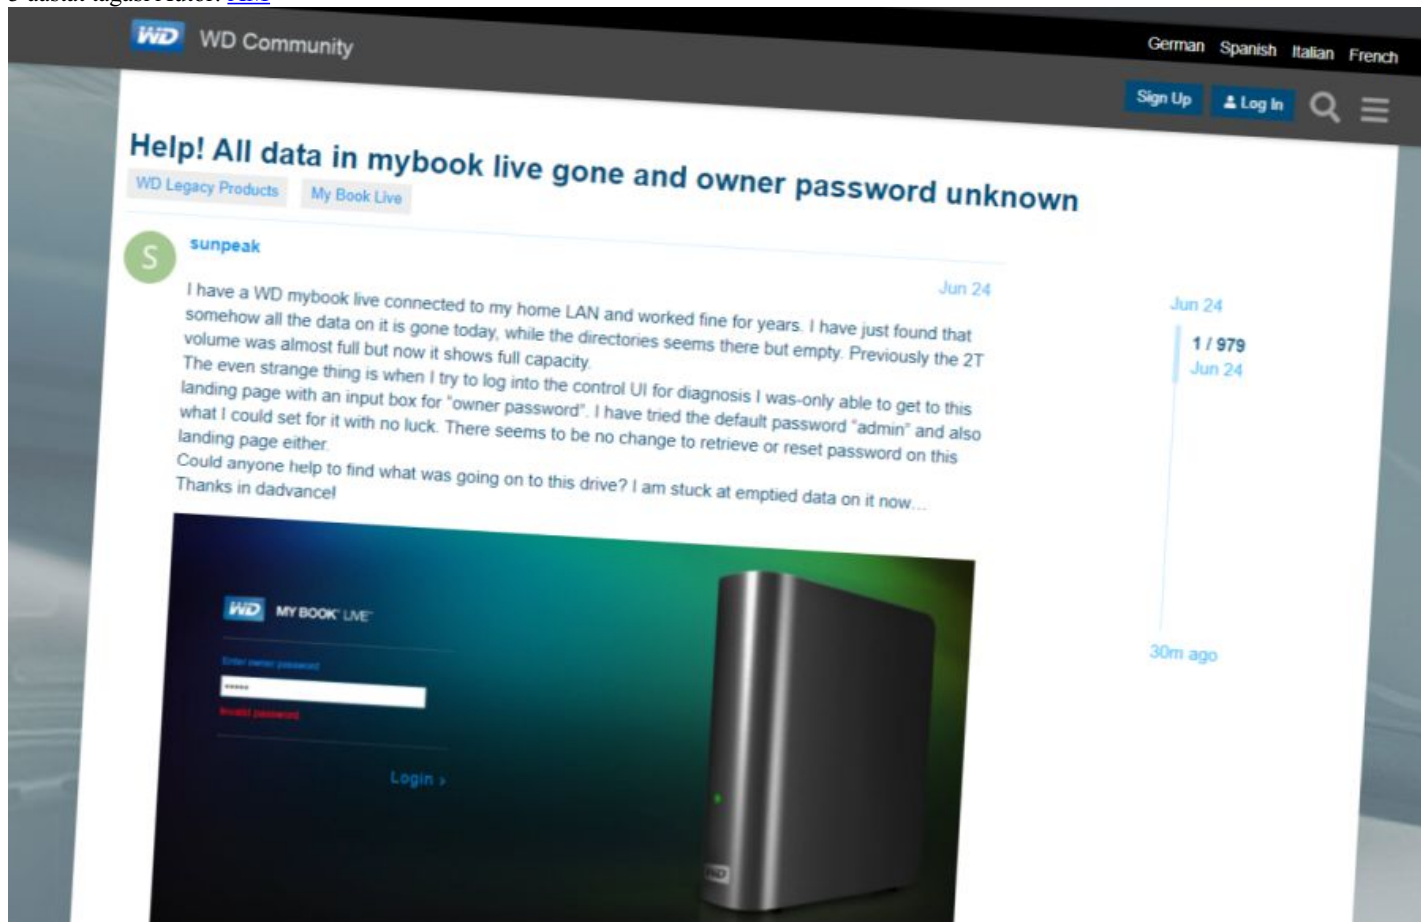 WD WD Community
German Spanish Italian French
Sign Up Log In
Help! All data in mybook live gone and owner password unknown
WD Legacy Products My Book Live
S sunpeak
Jun 24
I have a WD mybook live connected to my home LAN and worked fine for years. I have just found that
somehow all the data on it is gone today, while the directories seems there but empty. Previously the 2T
volume was almost full but now it shows full capacity.
The even strange thing is when I try to log into the control UI for diagnosis I was-only able to get to this
landing page with an input box for “owner password”. I have tried the default password “admin” and also
what I could set for it with no luck. There seems to be no change to retrieve or reset password on this
landing page either.
Could anyone help to find what was going on to this drive? I am stuck at emptied data on it now…
Thanks in dadvance!
Jun 24
1 / 979
Jun 24
30m ago
WD MY BOOK LIVE
Enter owner password
Invalid password
Login ›
WD